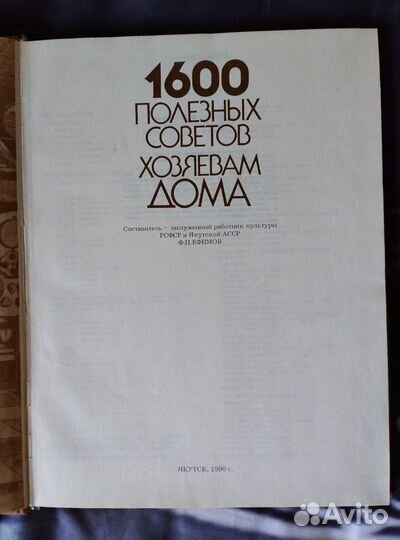 1600
ПОЛЕЗНЫХ
СОВЕТОВ
ХОЗЯЕВАМ
ДОМА
Составитель — заслуженный работник культуры
РСФСР и Якутской АССР
Ф.П.ЕФИМОВ
ЯКУТСК, 1990 г.
Avito